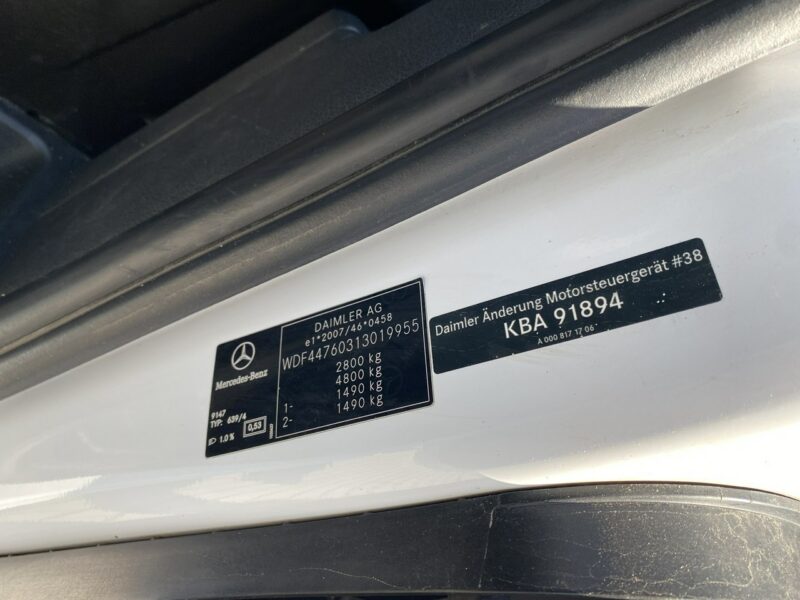 DAIMLER AG
e1*2007/46*0458
WDF44760313019955
2800 kg
4800 kg
1- 1490 kg
2- 1490 kg
Mercedes-Benz
9147
TYP: 639/4
1.0 % 0,53
Daimler Änderung Motorsteuergerät #38
KBA 91894
A 000 817 17 06